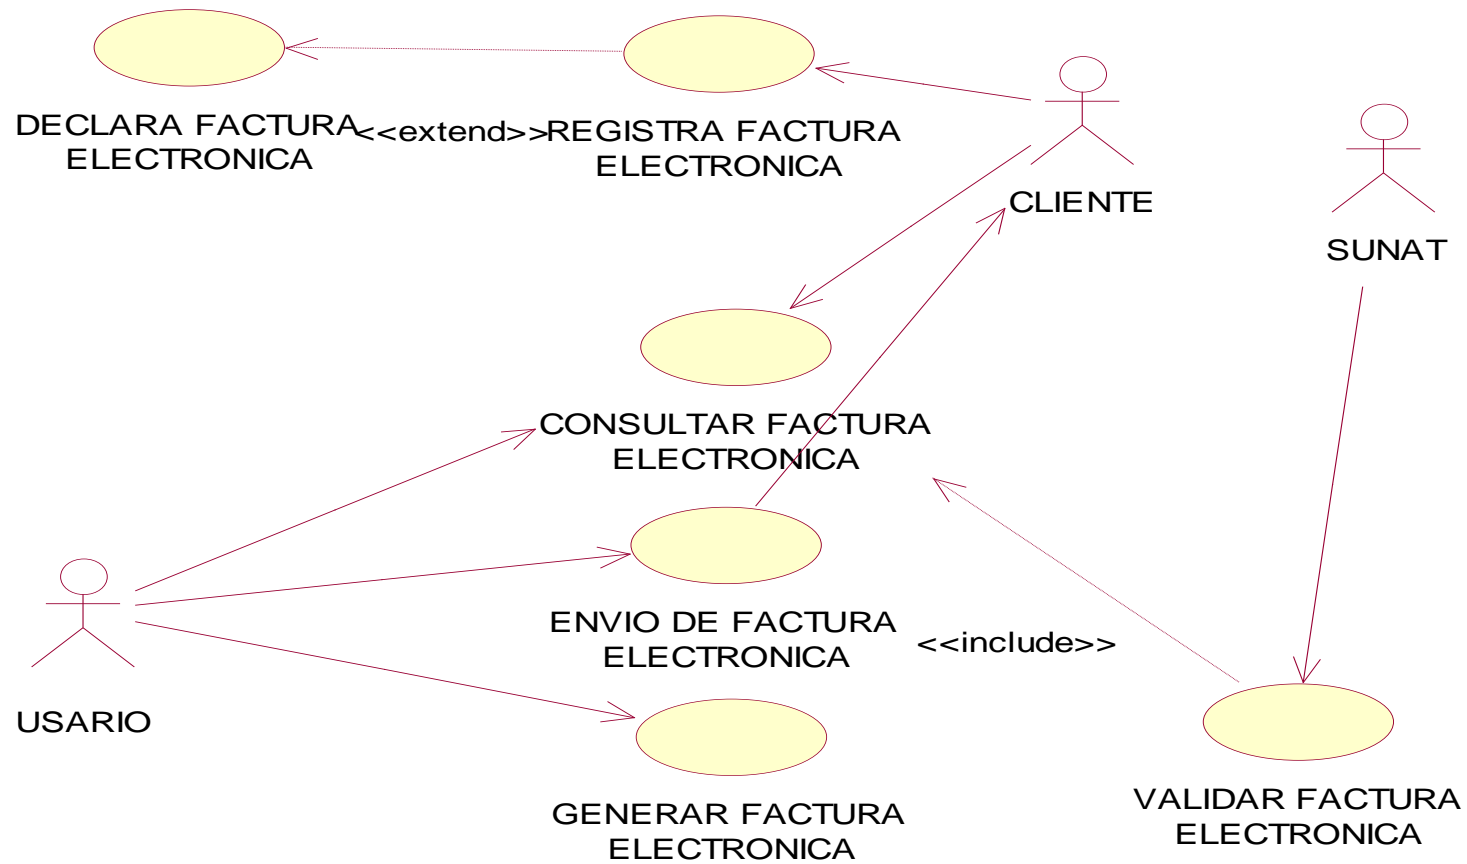 DECLARA FACTURA
ELECTRONICA
<<extend>>
REGISTRA FACTURA
ELECTRONICA
CLIENTE
SUNAT
CONSULTAR FACTURA
ELECTRONICA
ENVIO DE FACTURA
ELECTRONICA
<<include>>
USARIO
GENERAR FACTURA
ELECTRONICA
VALIDAR FACTURA
ELECTRONICA